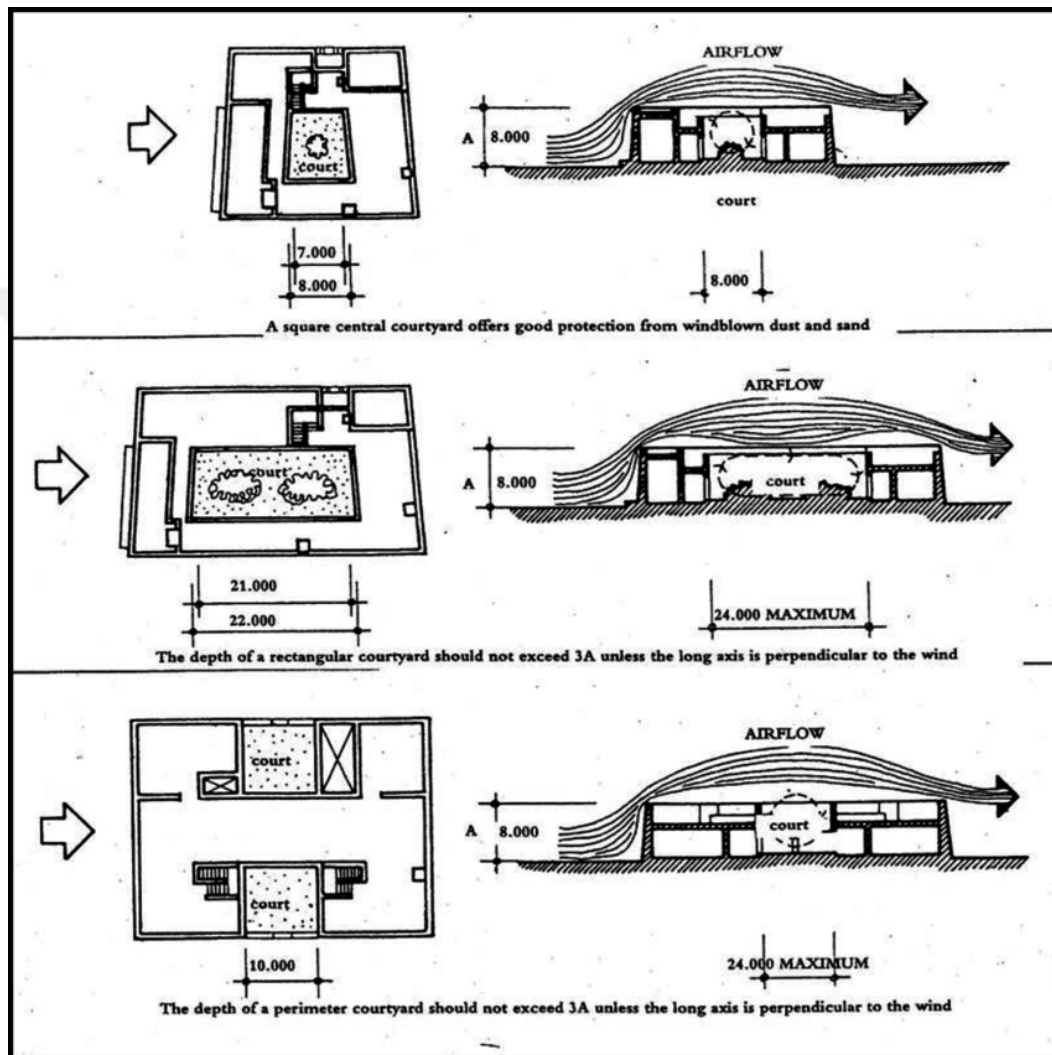 AIRFLOW
A 8.000
court
court
7.000
8.000
8.000
A square central courtyard offers good protection from windblown dust and sand
AIRFLOW
court
A 8.000
court
21.000
22.000
24.000 MAXIMUM
The depth of a rectangular courtyard should not exceed 3A unless the long axis is perpendicular to the wind
AIRFLOW
court
A 8.000
court
court
10.000
24.000 MAXIMUM
The depth of a perimeter courtyard should not exceed 3A unless the long axis is perpendicular to the wind